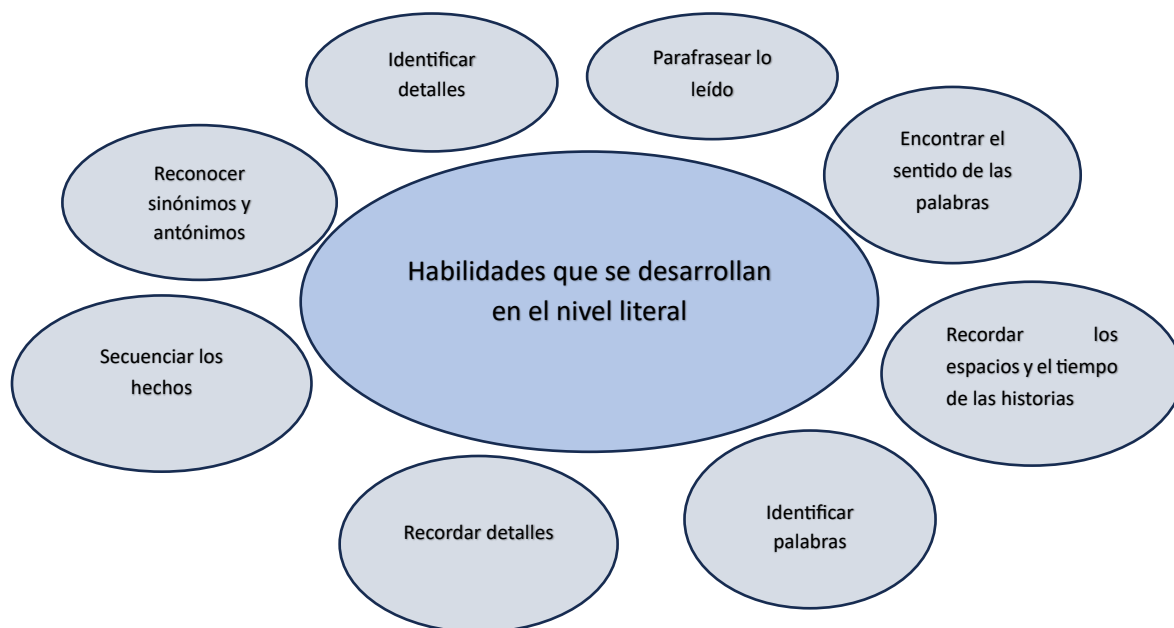 Identificar
detalles
Parafrasear lo
leído
Encontrar el
sentido de las
palabras
Reconocer
sinónimos y
antónimos
Habilidades que se desarrollan
en el nivel literal
Secuenciar los
hechos
Recordar los
espacios y el tiempo
de las historias
Recordar detalles
Identificar
palabras